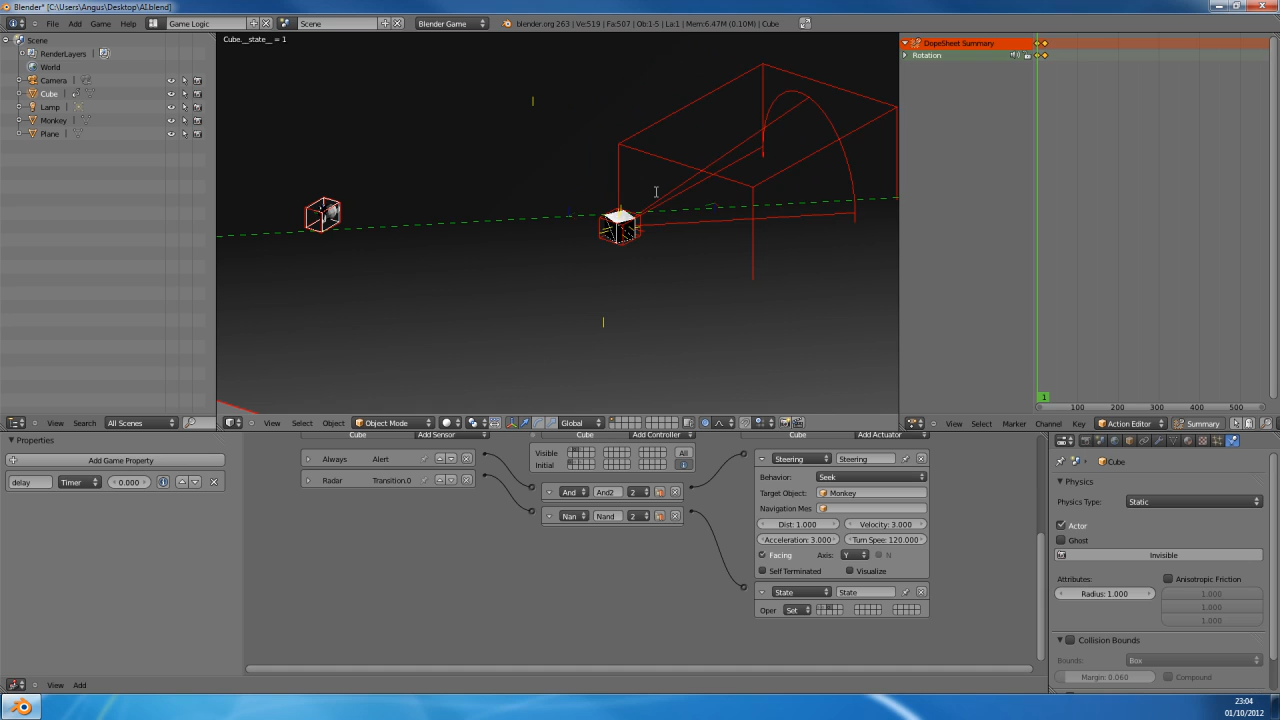 Blender* [C:\Users\Angus\Desktop\AI.blend]
File Add Game Help Game Logic Scene Blender Game blender.org 263 | Ve:519 | Fa:507 | Ob:1-5 | La:1 | Mem:6.47M (0.10M) | Cube
Scene
RenderLayers |
World
Camera |
Cube |
Lamp |
Monkey |
Plane |
View Search All Scenes
Cube.__state__ = 1
View Select Object Object Mode Global
DopeSheet Summary
Rotation
1
100 200 300 400 500
View Select Marker Channel Key Action Editor Summary
Properties
Add Game Property
delay Timer 0.000
Cube Add Sensor
Always Alert
Radar Transition.0
Cube Add Controller
Visible All
Initial
And And2 2
Nan Nand 2
Cube Add Actuator
Steering Steering
Behavior: Seek
Target Object: Monkey
Navigation Mes
Dist: 1.000 Velocity: 3.000
Acceleration: 3.000 Turn Spee: 120.000
Facing Axis: Y N
Self Terminated Visualize
State State
Oper Set
View Add
Cube
Physics
Physics Type: Static
Actor
Ghost
Invisible
Attributes: Anisotropic Friction
Radius: 1.000 1.000
1.000
1.000
Collision Bounds
Bounds: Box
Margin: 0.060 Compound
23:04
01/10/2012